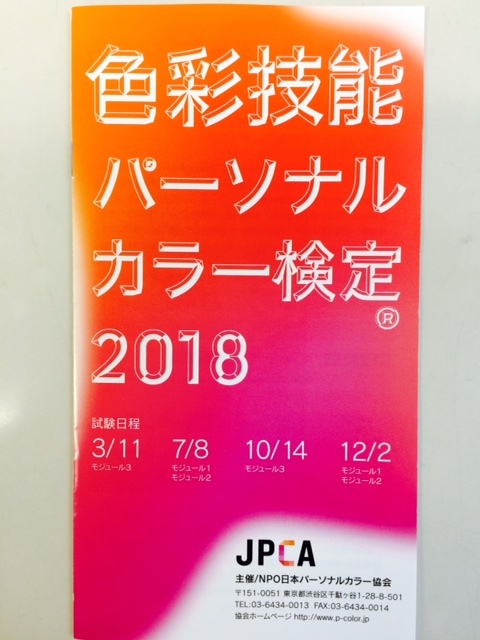 色彩技能
パーソナル
カラー検定
®
2018
試験日程
3/11 7/8 10/14 12/2
モジュール3 モジュール1 モジュール3 モジュール1
モジュール2 モジュール2
JPCA
主催/NPO日本パーソナルカラー協会
〒151-0051 東京都渋谷区千駄ヶ谷1-28-8-501
TEL:03-6434-0013 FAX:03-6434-0014
協会ホームページ http://www.p-color.jp/